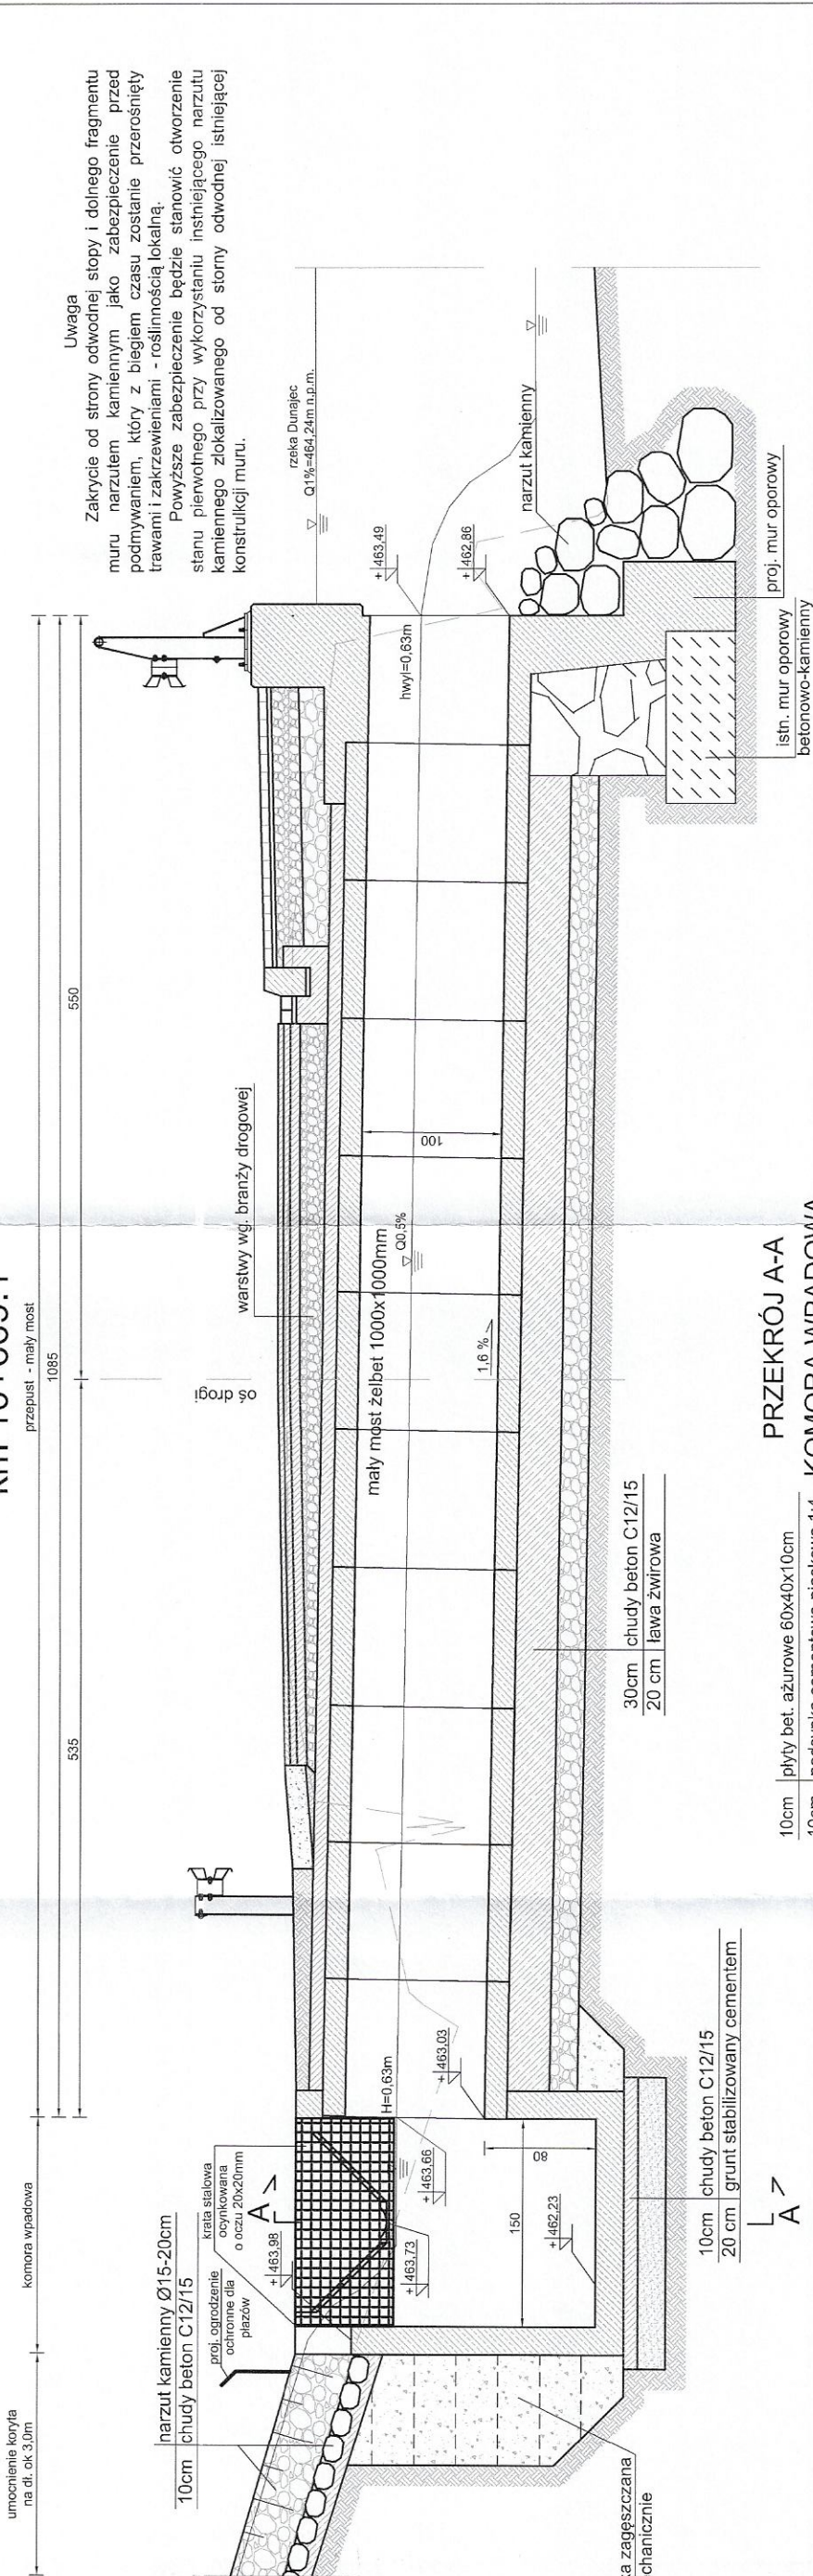 przepust - mały most
1085
umocnienie koryta
na dł. ok 3,0m
komora wpadowa
535
550
Uwaga
Zakrycie od strony odwodnej stopy i dolnego fragmentu
muru narzutem kamiennym jako zabezpieczenie przed
podmywaniem, który z biegiem czasu zostanie przerośnięty
trawami i zakrzewieniami - roślinnością lokalną.
Powyższe zabezpieczenie będzie stanowić otworzenie
stanu pierwotnego przy wykorzystaniu instniejącego narzutu
kamiennego zlokalizowanego od storny odwodnej istniejącej
konstrulkcji muru.
narzut kamienny Ø15-20cm
10cm chudy beton C12/15
proj. ogrodzenie
ochronne dla
płazów
krata stalowa
ocynkowana
o oczu 20x20mm
A
+463,98
+463,73
+463,66
H=0,63m
+463,03
150
80
+462,23
oś drogi
warstwy wg. branży drogowej
mały most żelbet 1000x1000mm
Q0,5%
100
1,6 %
rzeka Dunajec
Q1%=464,24m n.p.m.
hwyl=0,63m
+463,49
+462,86
narzut kamienny
proj. mur oporowy
istn. mur oporowy
betonowo-kamienny
30cm chudy beton C12/15
20 cm ława żwirowa
10cm chudy beton C12/15
20 cm grunt stabilizowany cementem
A
zagęszczana
PRZEKRÓJ A-A
KOMORA WPADOWA
10cm płyty bet. ażurowe 60x40x10cm